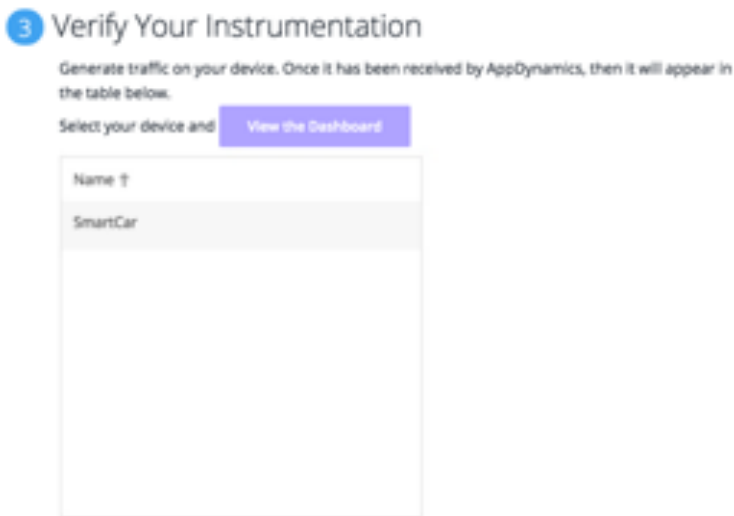 3 Verify Your Instrumentation
Generate traffic on your device. Once it has been received by AppDynamics, then it will appear in
the table below.
Select your device and View the Dashboard
Name ↑
SmartCar